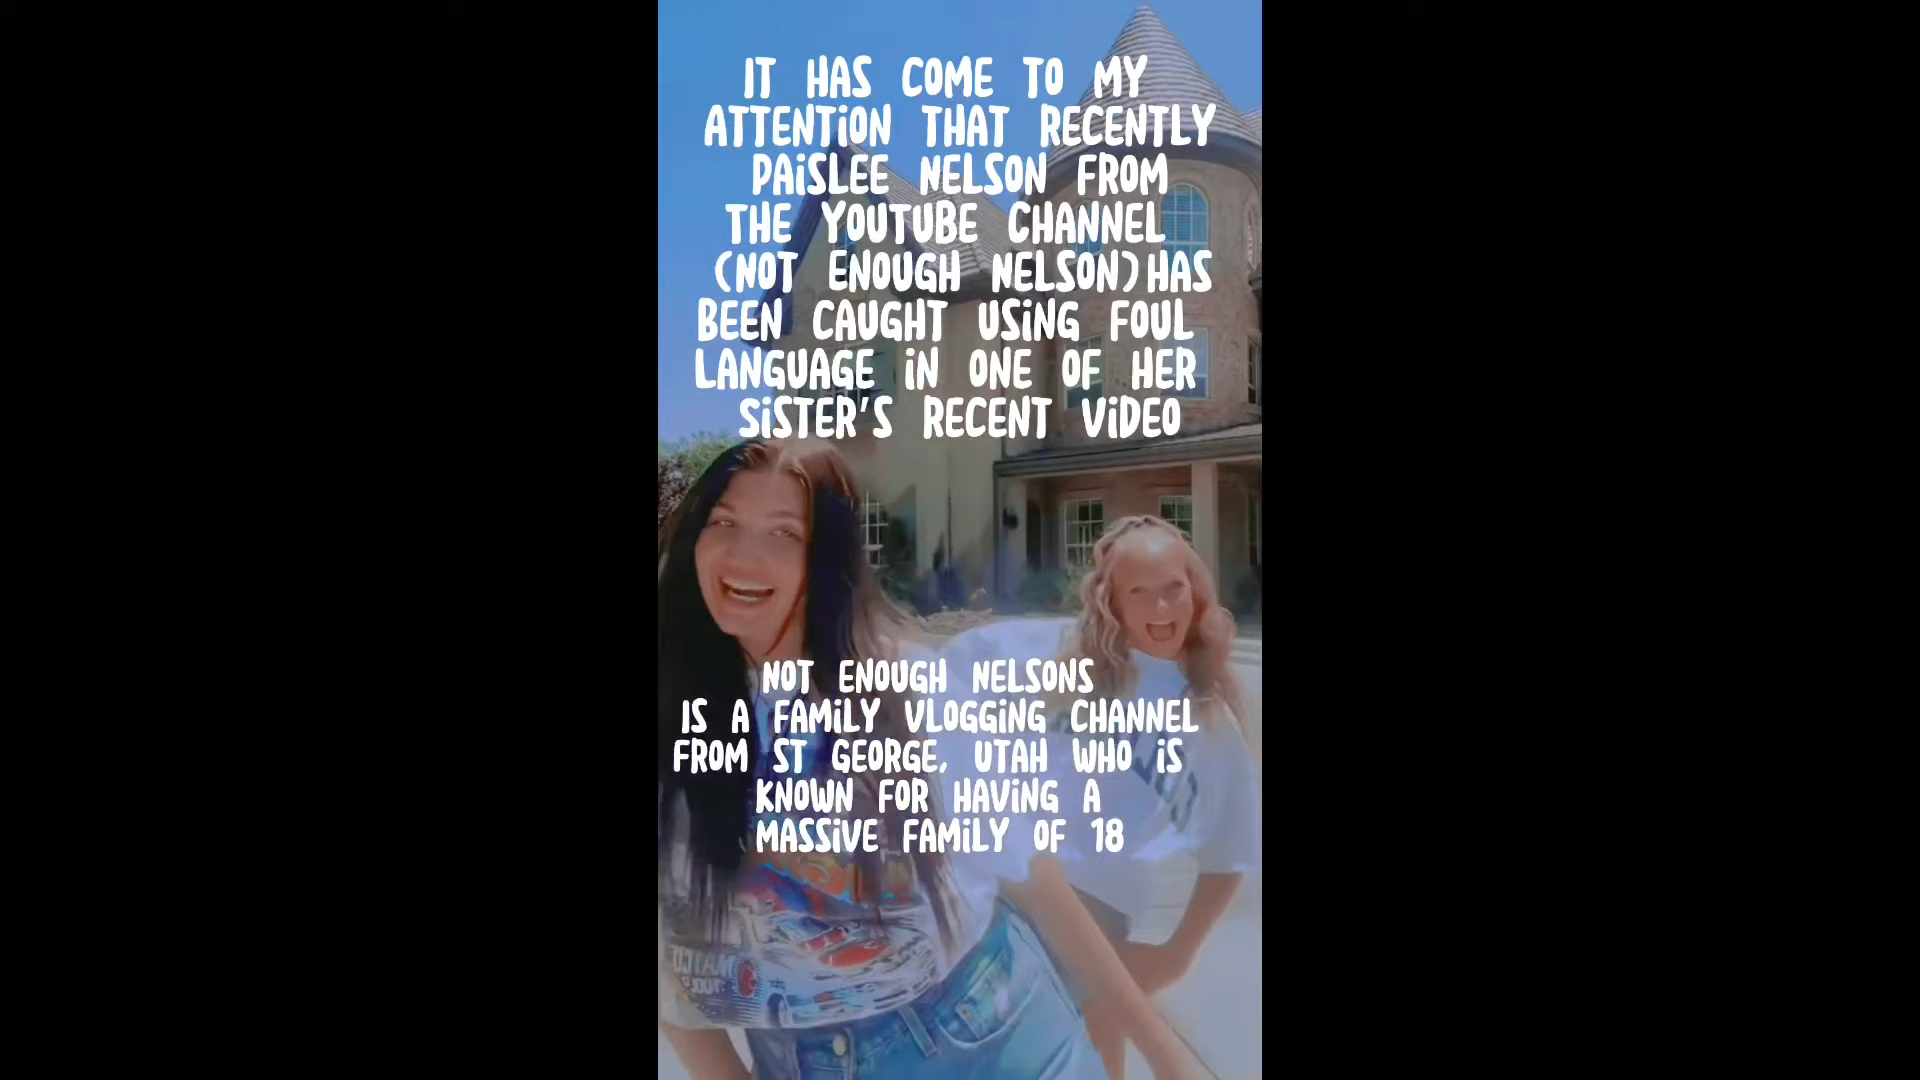 IT HAS COME TO MY
ATTENTION THAT RECENTLY
PAISLEE NELSON FROM
THE YOUTUBE CHANNEL
(NOT ENOUGH NELSON)HAS
BEEN CAUGHT USING FOUL
LANGUAGE IN ONE OF HER
SISTER'S RECENT VIDEO
NOT ENOUGH NELSONS
IS A FAMILY VLOGGING CHANNEL
FROM ST GEORGE, UTAH WHO IS
KNOWN FOR HAVING A
MASSIVE FAMILY OF 18